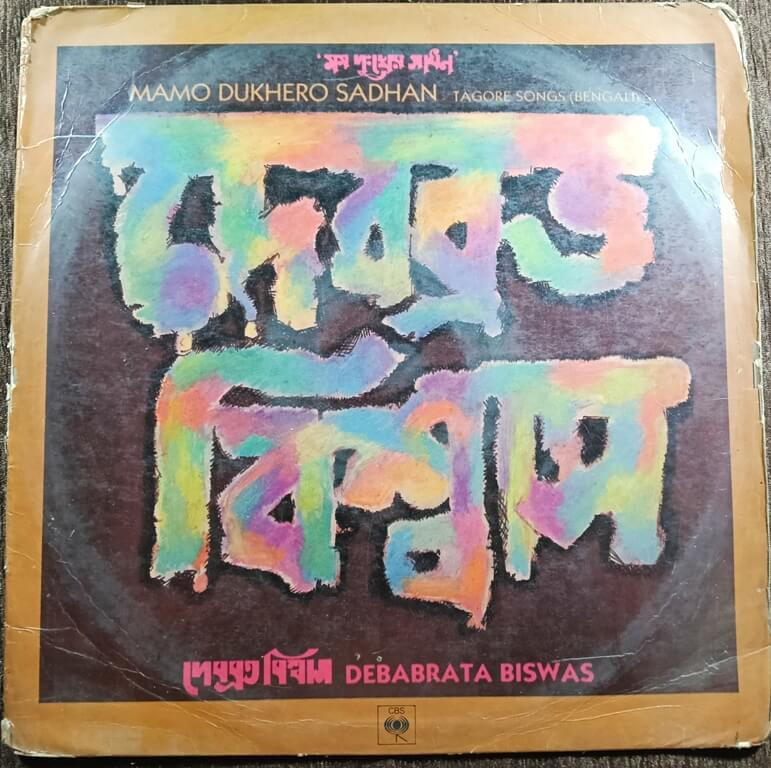 'মম দুঃখের সাধন'
MAMO DUKHERO SADHAN TAGORE SONGS (BENGALI)
দেবব্রত
বিশ্বাস
দেবব্রত বিশ্বাস DEBABRATA BISWAS
CBS